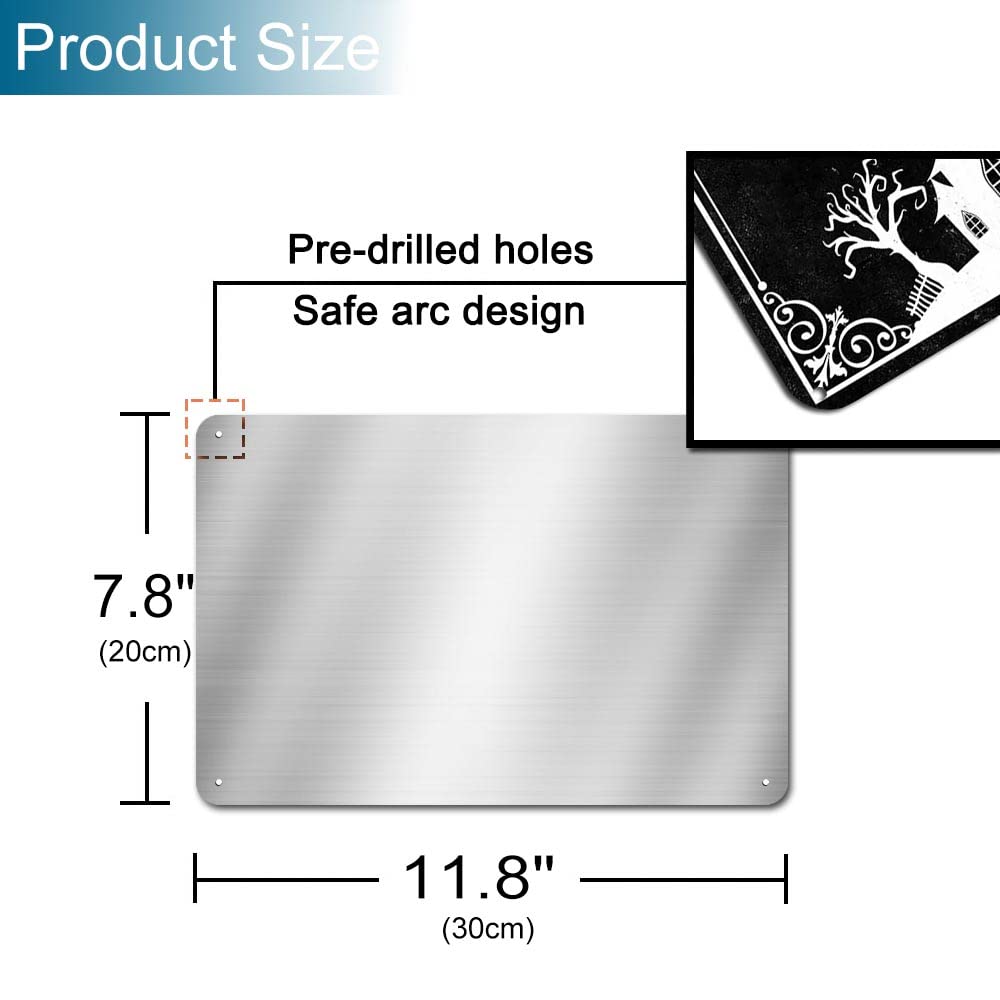 Product Size
Pre-drilled holes
Safe arc design
7.8"
(20cm)
11.8"
(30cm)